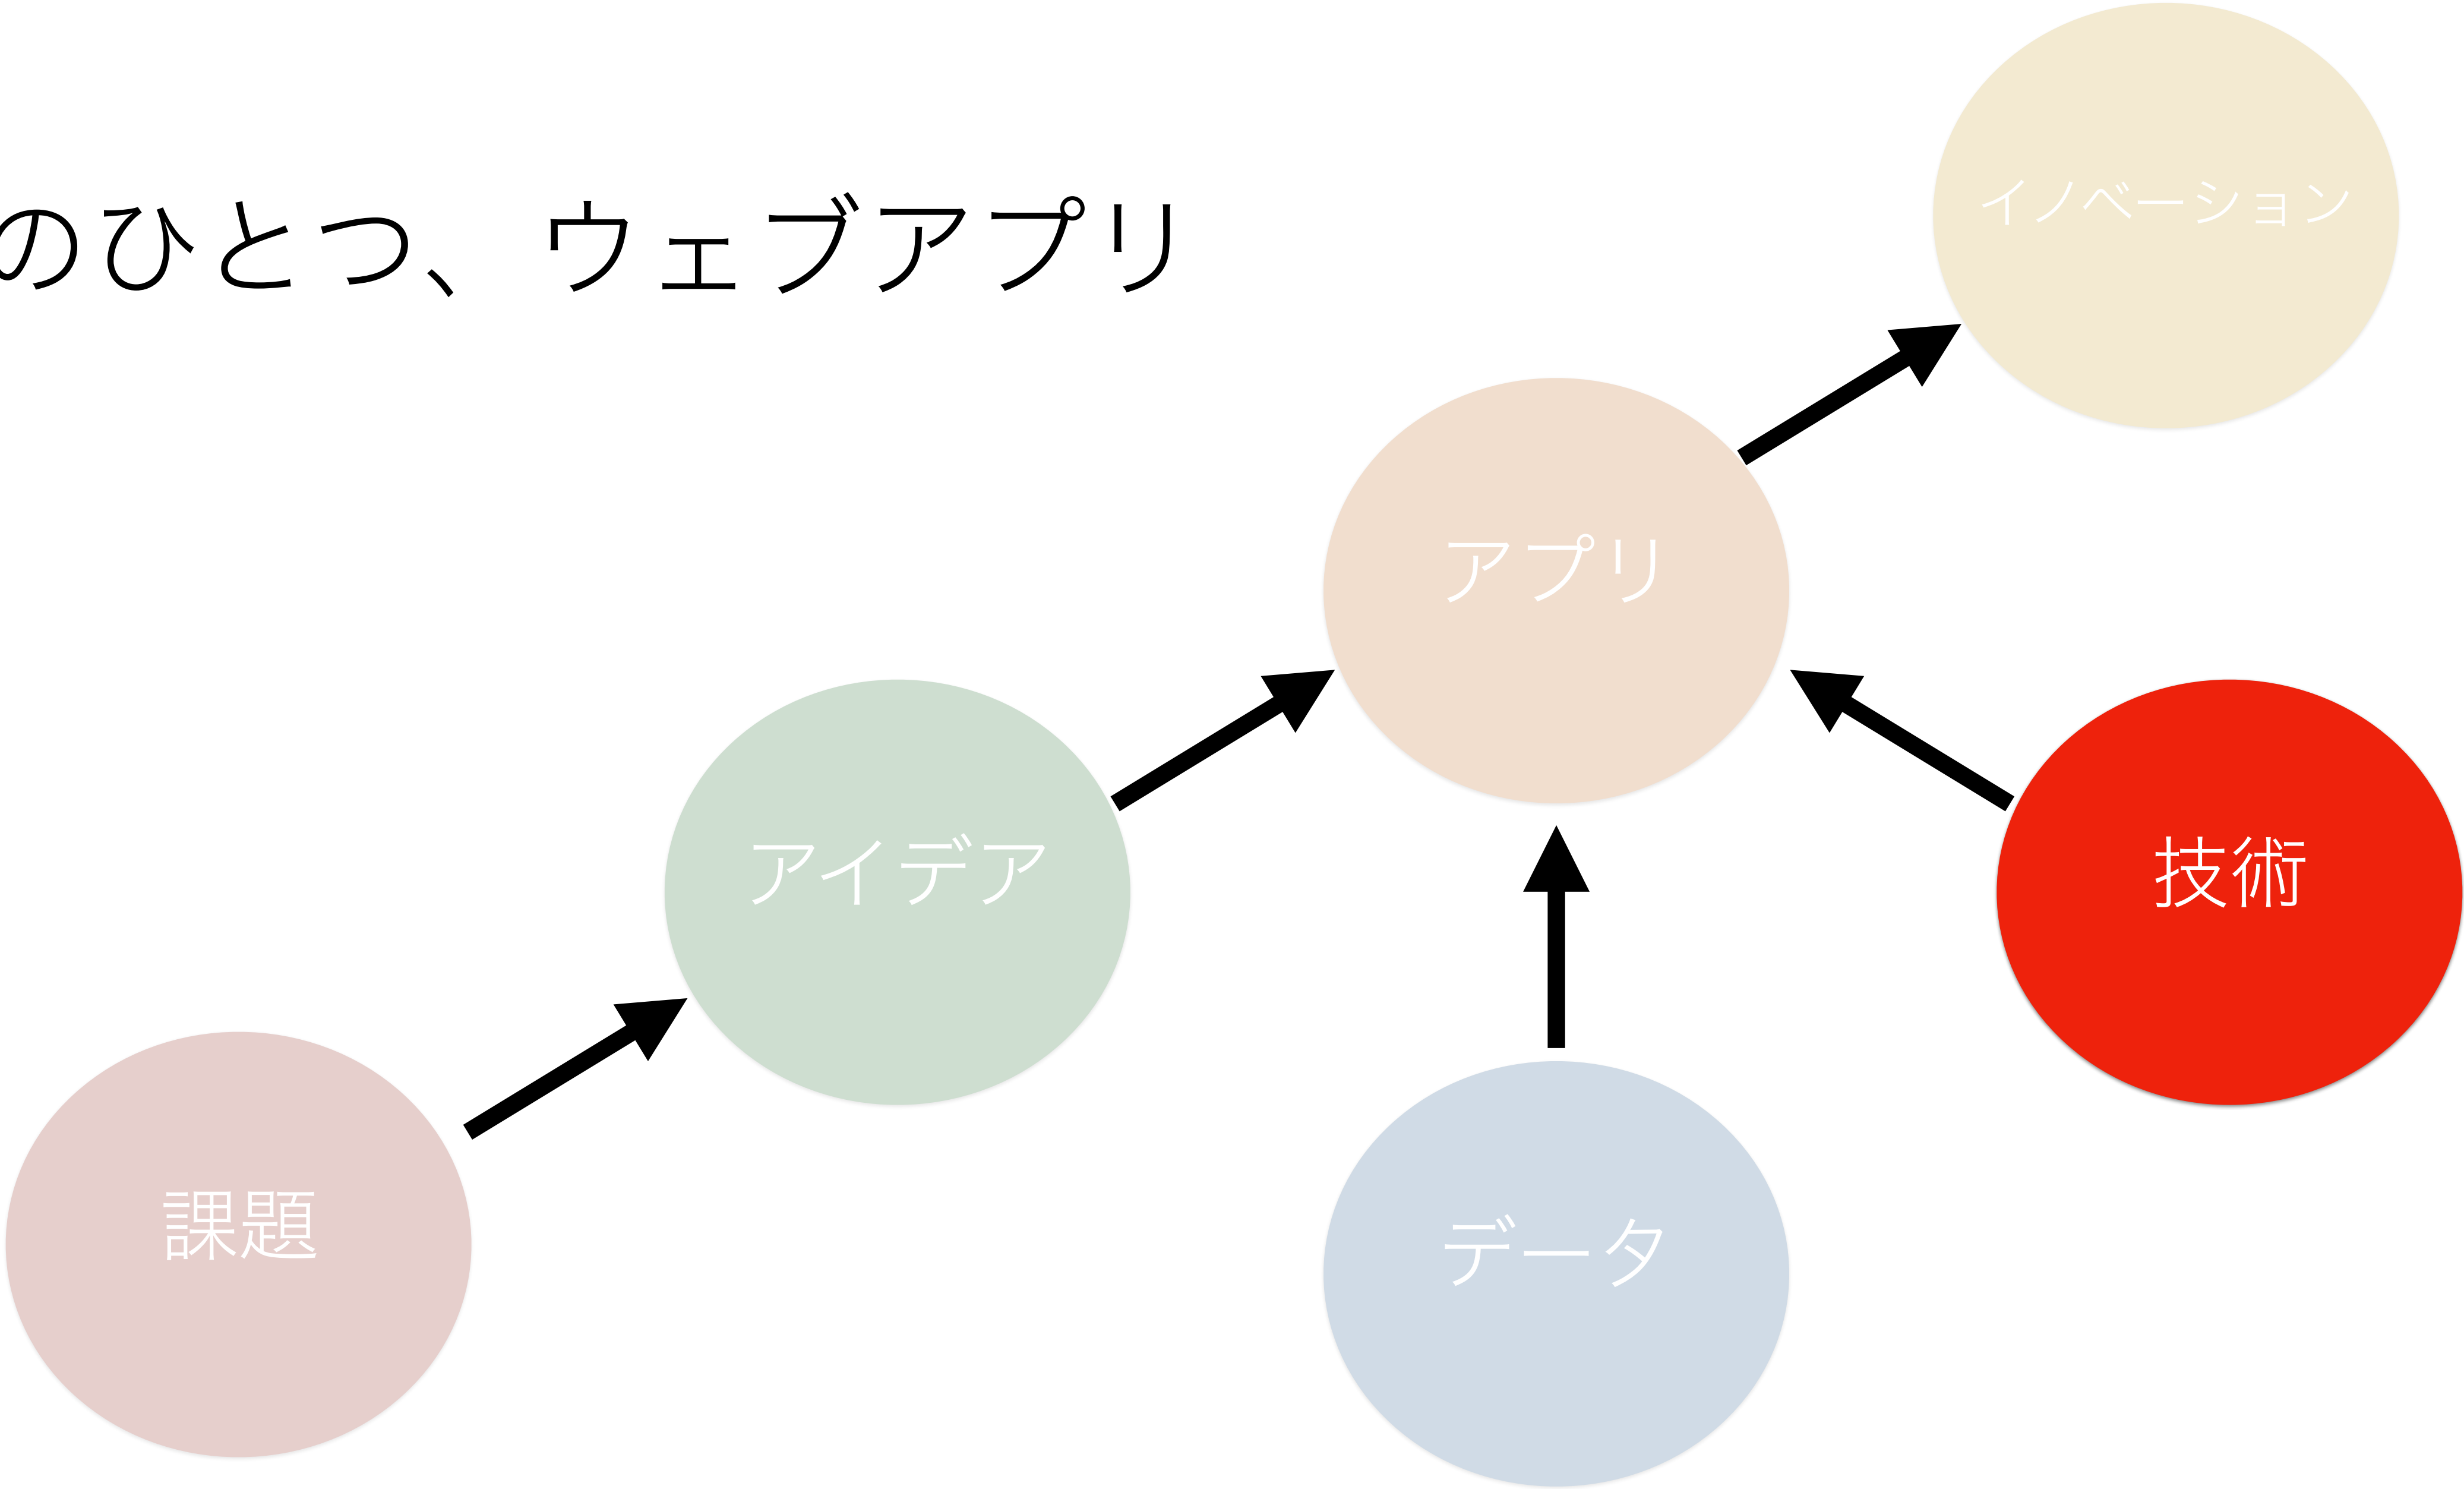 のひとつ、ウェブアプリ
イノベーション
アプリ
アイデア
技術
課題
データ